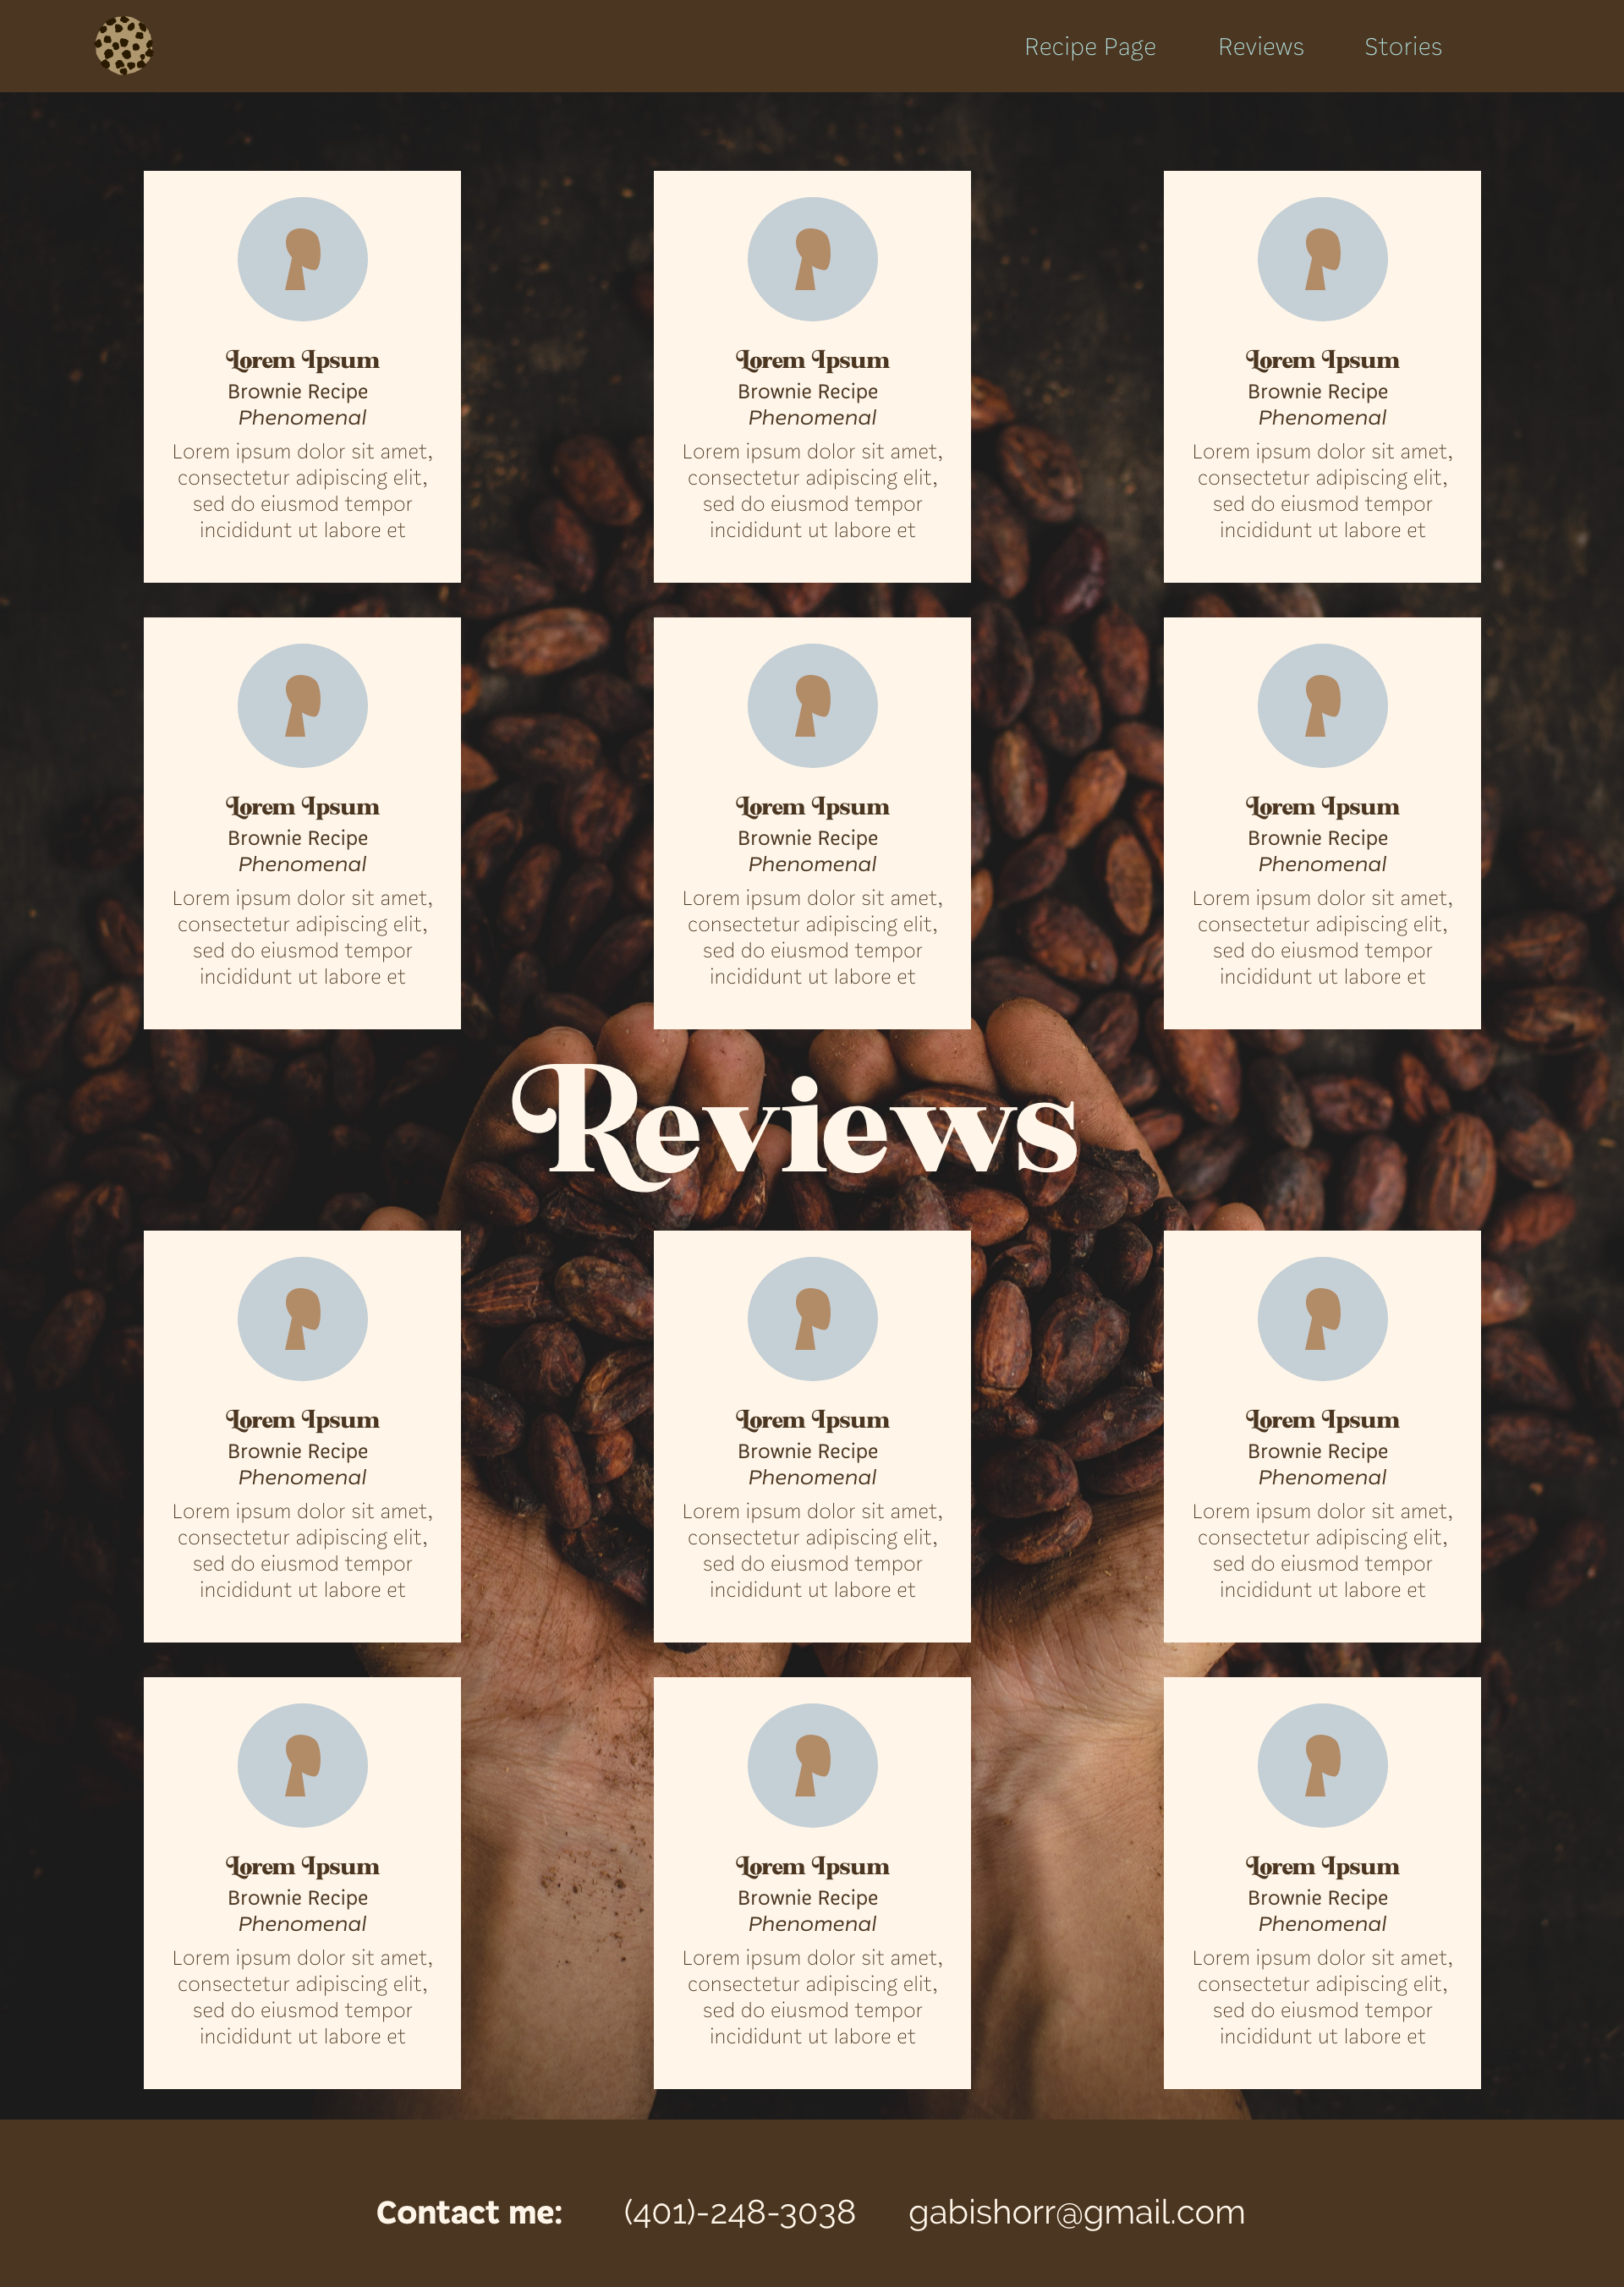 Recipe Page Reviews Stories
Lorem Ipsum
Brownie Recipe
Phenomenal
Lorem ipsum dolor sit amet,
consectetur adipiscing elit,
sed do eiusmod tempor
incididunt ut labore et
Lorem Ipsum
Brownie Recipe
Phenomenal
Lorem ipsum dolor sit amet,
consectetur adipiscing elit,
sed do eiusmod tempor
incididunt ut labore et
Lorem Ipsum
Brownie Recipe
Phenomenal
Lorem ipsum dolor sit amet,
consectetur adipiscing elit,
sed do eiusmod tempor
incididunt ut labore et
Lorem Ipsum
Brownie Recipe
Phenomenal
Lorem ipsum dolor sit amet,
consectetur adipiscing elit,
sed do eiusmod tempor
incididunt ut labore et
Lorem Ipsum
Brownie Recipe
Phenomenal
Lorem ipsum dolor sit amet,
consectetur adipiscing elit,
sed do eiusmod tempor
incididunt ut labore et
Lorem Ipsum
Brownie Recipe
Phenomenal
Lorem ipsum dolor sit amet,
consectetur adipiscing elit,
sed do eiusmod tempor
incididunt ut labore et
Reviews
Lorem Ipsum
Brownie Recipe
Phenomenal
Lorem ipsum dolor sit amet,
consectetur adipiscing elit,
sed do eiusmod tempor
incididunt ut labore et
Lorem Ipsum
Brownie Recipe
Phenomenal
Lorem ipsum dolor sit amet,
consectetur adipiscing elit,
sed do eiusmod tempor
incididunt ut labore et
Lorem Ipsum
Brownie Recipe
Phenomenal
Lorem ipsum dolor sit amet,
consectetur adipiscing elit,
sed do eiusmod tempor
incididunt ut labore et
Lorem Ipsum
Brownie Recipe
Phenomenal
Lorem ipsum dolor sit amet,
consectetur adipiscing elit,
sed do eiusmod tempor
incididunt ut labore et
Lorem Ipsum
Brownie Recipe
Phenomenal
Lorem ipsum dolor sit amet,
consectetur adipiscing elit,
sed do eiusmod tempor
incididunt ut labore et
Lorem Ipsum
Brownie Recipe
Phenomenal
Lorem ipsum dolor sit amet,
consectetur adipiscing elit,
sed do eiusmod tempor
incididunt ut labore et
Contact me: (401)-248-3038 gabishorr@gmail.com